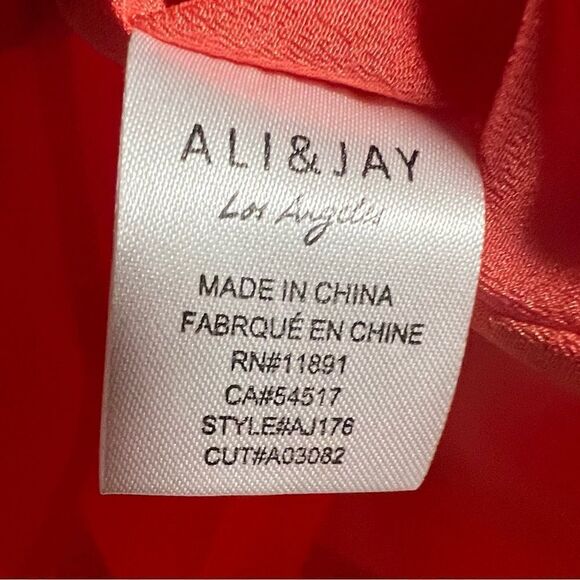 ALI&JAY
Los Angeles
MADE IN CHINA
FABRQUÉ EN CHINE
RN#11891
CA#54517
STYLE#AJ176
CUT#A03082